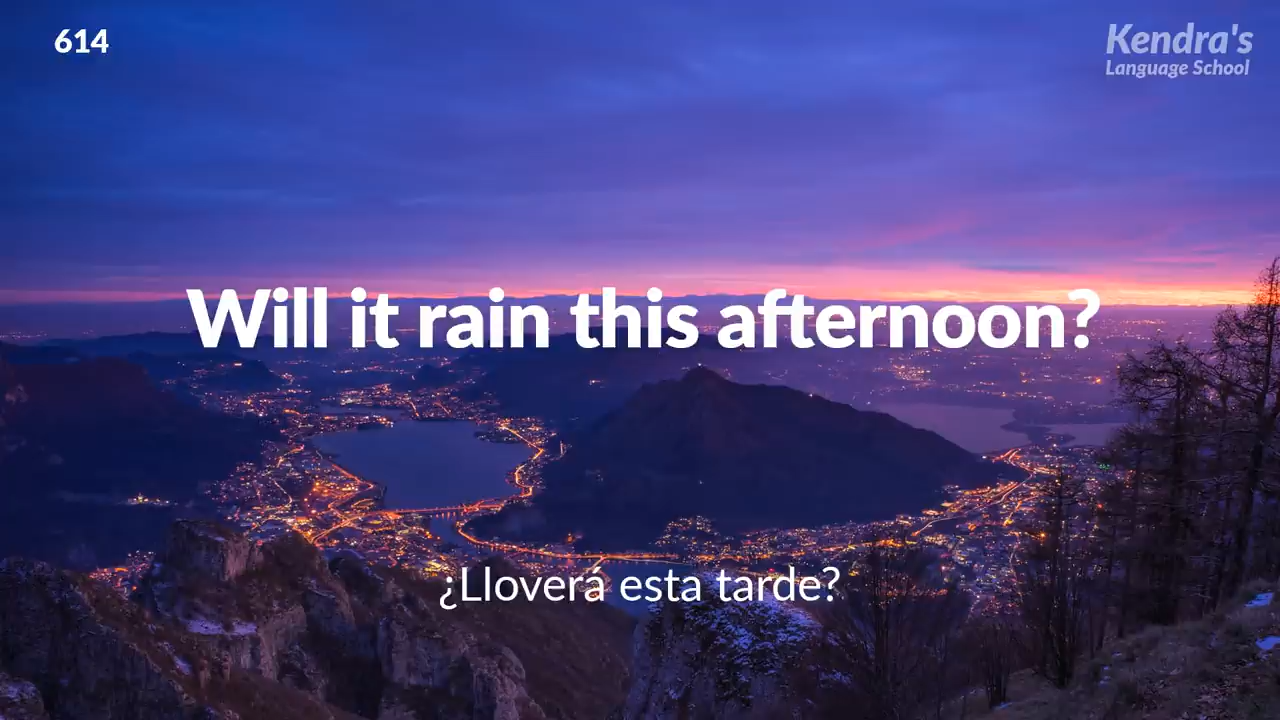 614
Kendra's
Language School
Will it rain this afternoon?
¿Lloverá esta tarde?